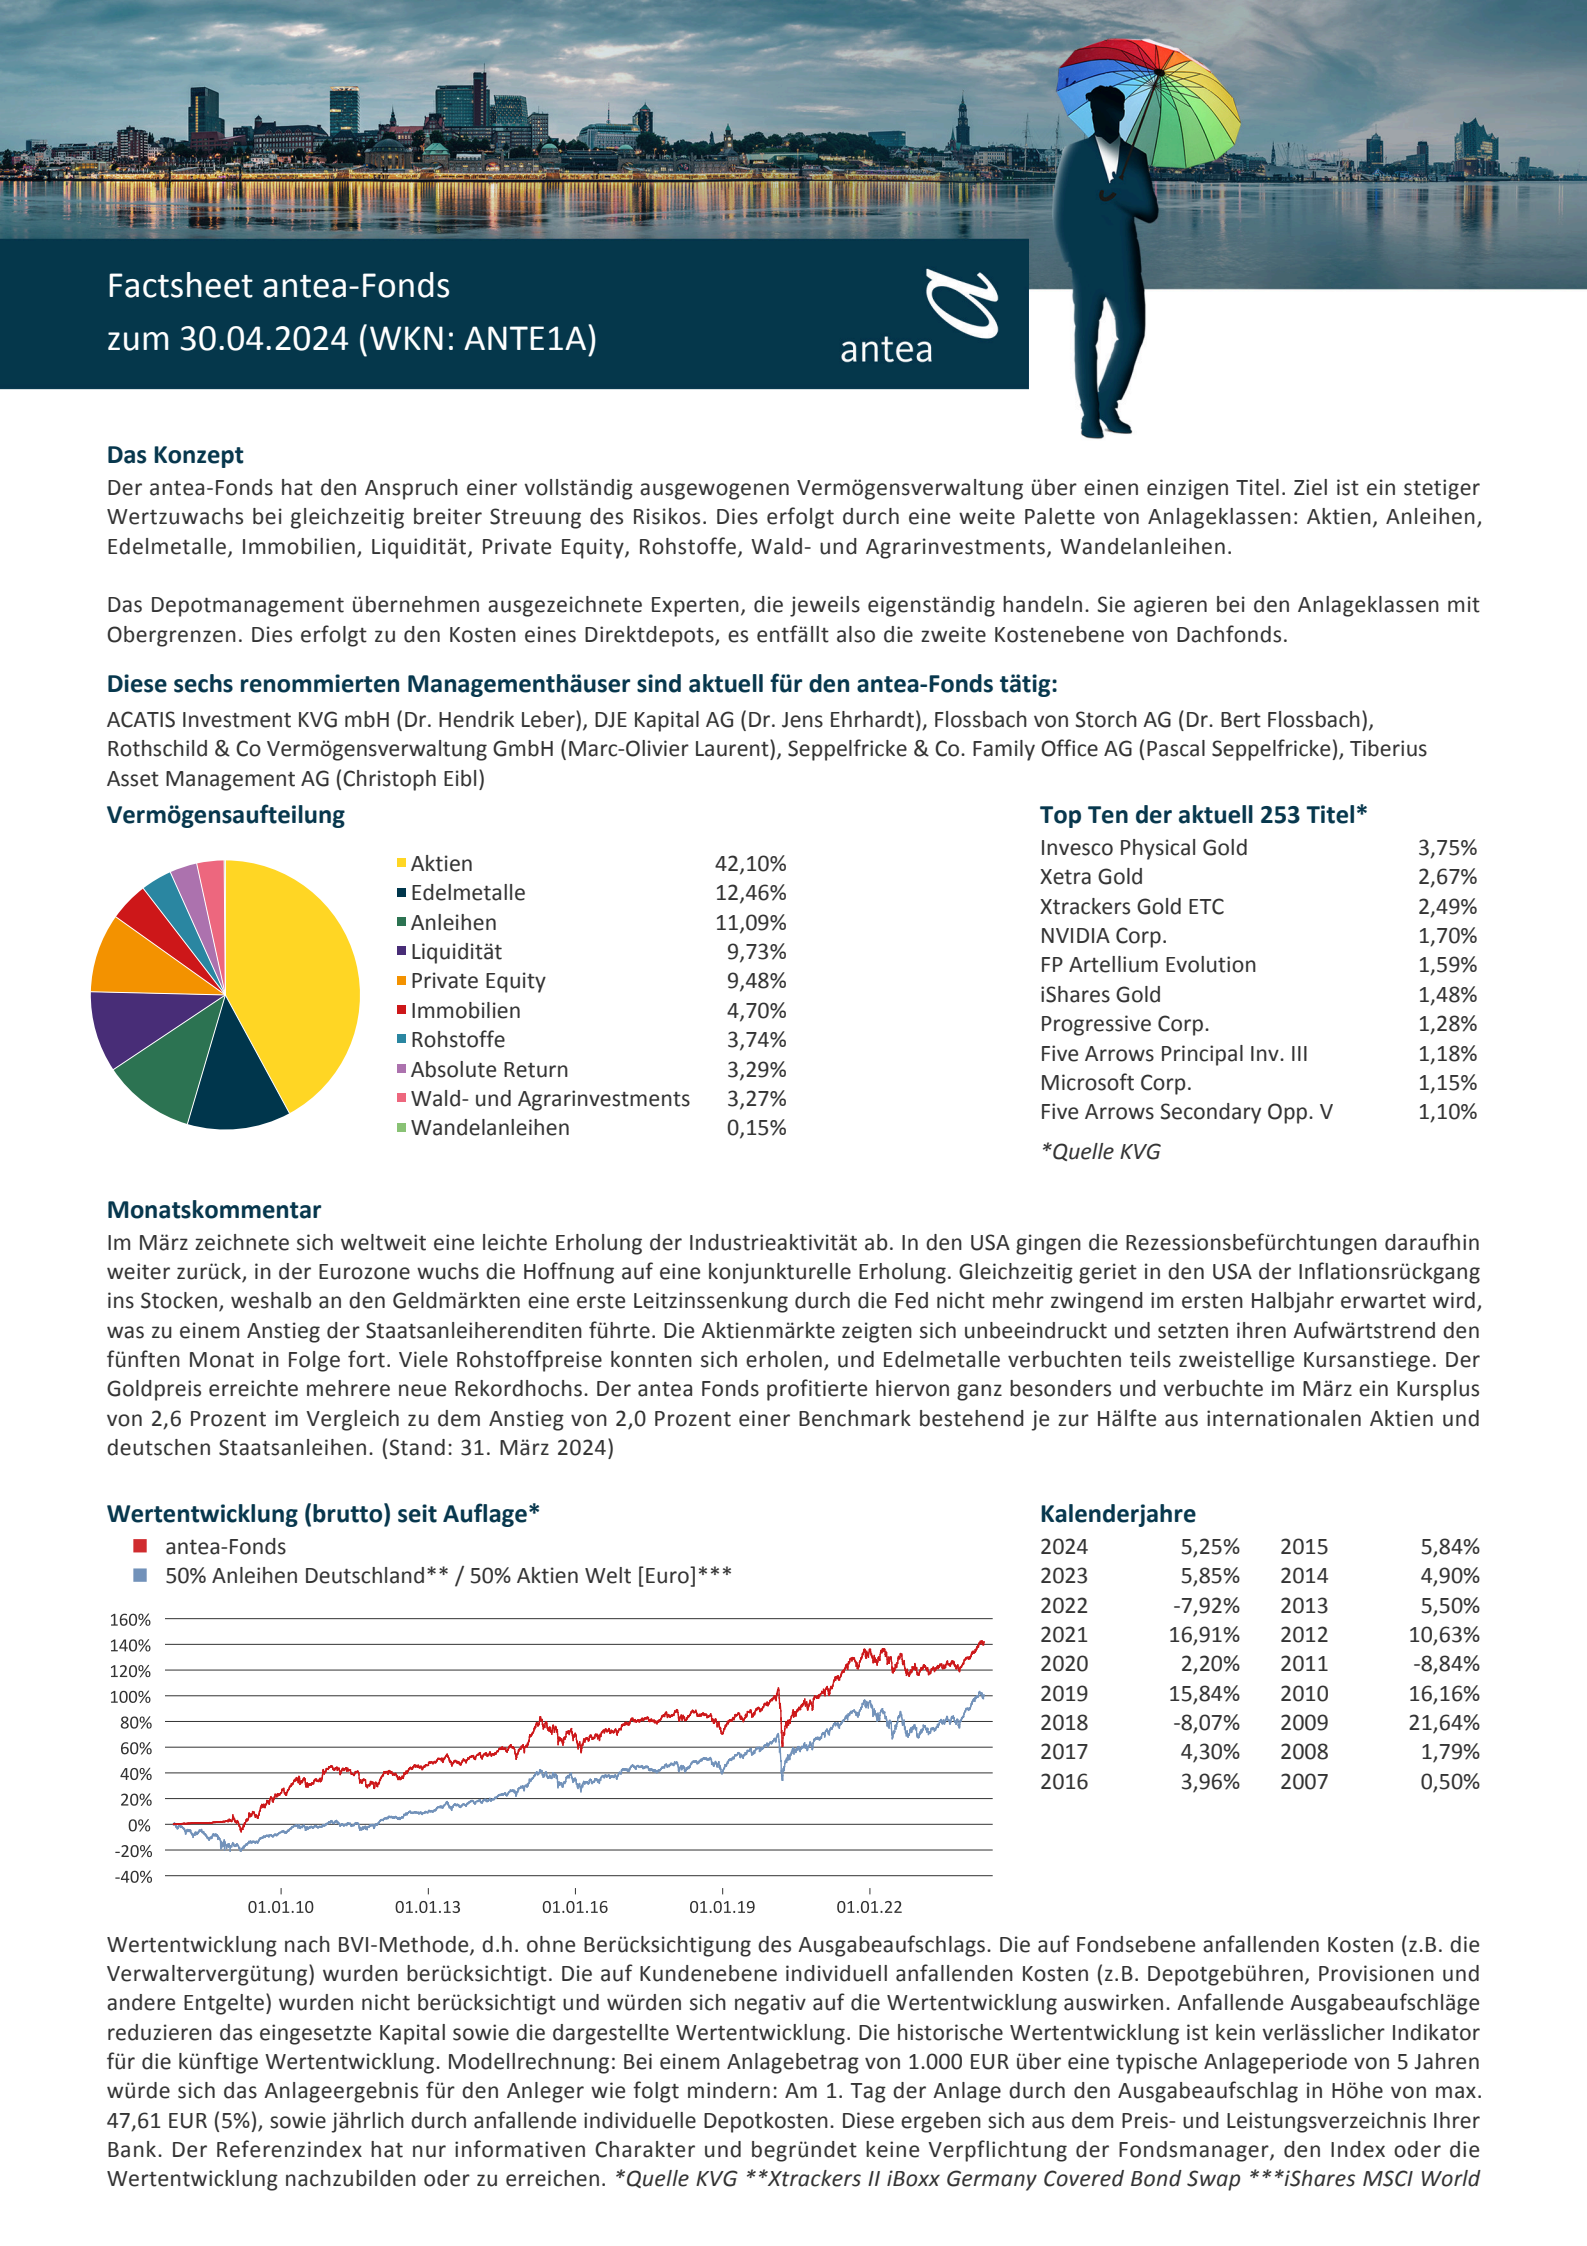 Factsheet antea-Fonds
zum 30.04.2024 (WKN: ANTE1A)
antea
Das Konzept
Der antea-Fonds hat den Anspruch einer vollständig ausgewogenen Vermögensverwaltung über einen einzigen Titel. Ziel ist ein stetiger
Wertzuwachs bei gleichzeitig breiter Streuung des Risikos. Dies erfolgt durch eine weite Palette von Anlageklassen: Aktien, Anleihen,
Edelmetalle, Immobilien, Liquidität, Private Equity, Rohstoffe, Wald- und Agrarinvestments, Wandelanleihen.
Das Depotmanagement übernehmen ausgezeichnete Experten, die jeweils eigenständig handeln. Sie agieren bei den Anlageklassen mit
Obergrenzen. Dies erfolgt zu den Kosten eines Direktdepots, es entfällt also die zweite Kostenebene von Dachfonds.
Diese sechs renommierten Managementhäuser sind aktuell für den antea-Fonds tätig:
ACATIS Investment KVG mbH (Dr. Hendrik Leber), DJE Kapital AG (Dr. Jens Ehrhardt), Flossbach von Storch AG (Dr. Bert Flossbach),
Rothschild & Co Vermögensverwaltung GmbH (Marc-Olivier Laurent), Seppelfricke & Co. Family Office AG (Pascal Seppelfricke), Tiberius
Asset Management AG (Christoph Eibl)
Vermögensaufteilung
Aktien 42,10%
Edelmetalle 12,46%
Anleihen 11,09%
Liquidität 9,73%
Private Equity 9,48%
Immobilien 4,70%
Rohstoffe 3,74%
Absolute Return 3,29%
Wald- und Agrarinvestments 3,27%
Wandelanleihen 0,15%
Top Ten der aktuell 253 Titel*
Invesco Physical Gold 3,75%
Xetra Gold 2,67%
Xtrackers Gold ETC 2,49%
NVIDIA Corp. 1,70%
FP Artellium Evolution 1,59%
iShares Gold 1,48%
Progressive Corp. 1,28%
Five Arrows Principal Inv. III 1,18%
Microsoft Corp. 1,15%
Five Arrows Secondary Opp. V 1,10%
*Quelle KVG
Monatskommentar
Im März zeichnete sich weltweit eine leichte Erholung der Industrieaktivität ab. In den USA gingen die Rezessionsbefürchtungen daraufhin
weiter zurück, in der Eurozone wuchs die Hoffnung auf eine konjunkturelle Erholung. Gleichzeitig geriet in den USA der Inflationsrückgang
ins Stocken, weshalb an den Geldmärkten eine erste Leitzinssenkung durch die Fed nicht mehr zwingend im ersten Halbjahr erwartet wird,
was zu einem Anstieg der Staatsanleiherenditen führte. Die Aktienmärkte zeigten sich unbeeindruckt und setzten ihren Aufwärtstrend den
fünften Monat in Folge fort. Viele Rohstoffpreise konnten sich erholen, und Edelmetalle verbuchten teils zweistellige Kursanstiege. Der
Goldpreis erreichte mehrere neue Rekordhochs. Der antea Fonds profitierte hiervon ganz besonders und verbuchte im März ein Kursplus
von 2,6 Prozent im Vergleich zu dem Anstieg von 2,0 Prozent einer Benchmark bestehend je zur Hälfte aus internationalen Aktien und
deutschen Staatsanleihen. (Stand: 31. März 2024)
Wertentwicklung (brutto) seit Auflage*
antea-Fonds
50% Anleihen Deutschland** / 50% Aktien Welt [Euro]***
160%
140%
120%
100%
80%
60%
40%
20%
0%
-20%
-40%
01.01.10 01.01.13 01.01.16 01.01.19 01.01.22
Kalenderjahre
2024 5,25% 2015 5,84%
2023 5,85% 2014 4,90%
2022 -7,92% 2013 5,50%
2021 16,91% 2012 10,63%
2020 2,20% 2011 -8,84%
2019 15,84% 2010 16,16%
2018 -8,07% 2009 21,64%
2017 4,30% 2008 1,79%
2016 3,96% 2007 0,50%
Wertentwicklung nach BVI-Methode, d.h. ohne Berücksichtigung des Ausgabeaufschlags. Die auf Fondsebene anfallenden Kosten (z.B. die
Verwaltervergütung) wurden berücksichtigt. Die auf Kundenebene individuell anfallenden Kosten (z.B. Depotgebühren, Provisionen und
andere Entgelte) wurden nicht berücksichtigt und würden sich negativ auf die Wertentwicklung auswirken. Anfallende Ausgabeaufschläge
reduzieren das eingesetzte Kapital sowie die dargestellte Wertentwicklung. Die historische Wertentwicklung ist kein verlässlicher Indikator
für die künftige Wertentwicklung. Modellrechnung: Bei einem Anlagebetrag von 1.000 EUR über eine typische Anlageperiode von 5 Jahren
würde sich das Anlageergebnis für den Anleger wie folgt mindern: Am 1. Tag der Anlage durch den Ausgabeaufschlag in Höhe von max.
47,61 EUR (5%), sowie jährlich durch anfallende individuelle Depotkosten. Diese ergeben sich aus dem Preis- und Leistungsverzeichnis Ihrer
Bank. Der Referenzindex hat nur informativen Charakter und begründet keine Verpflichtung der Fondsmanager, den Index oder die
Wertentwicklung nachzubilden oder zu erreichen. *Quelle KVG **Xtrackers II iBoxx Germany Covered Bond Swap ***iShares MSCI World